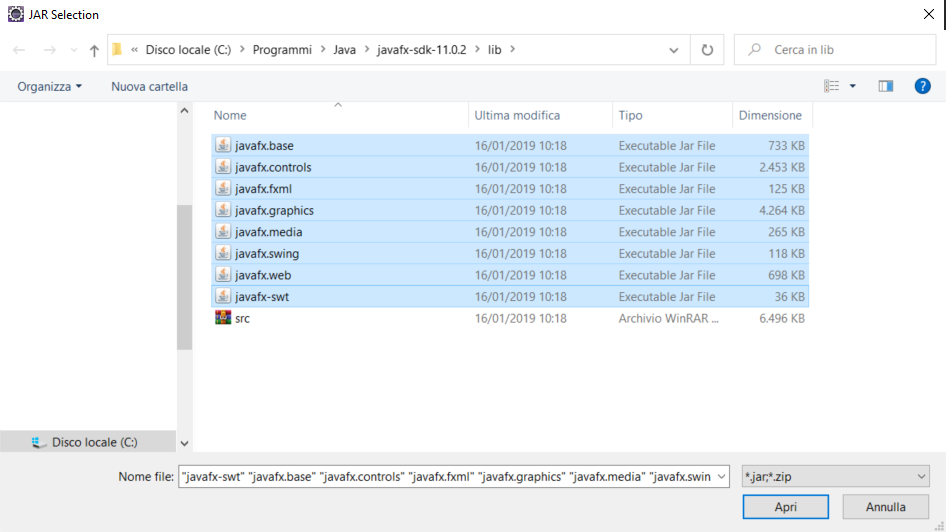 JAR Selection
« Disco locale (C:) > Programmi > Java > javafx-sdk-11.0.2 > lib >
Cerca in lib
Organizza Nuova cartella
?
Nome Ultima modifica Tipo Dimensione
javafx.base 16/01/2019 10:18 Executable Jar File 733 KB
javafx.controls 16/01/2019 10:18 Executable Jar File 2.453 KB
javafx.fxml 16/01/2019 10:18 Executable Jar File 125 KB
javafx.graphics 16/01/2019 10:18 Executable Jar File 4.264 KB
javafx.media 16/01/2019 10:18 Executable Jar File 265 KB
javafx.swing 16/01/2019 10:18 Executable Jar File 118 KB
javafx.web 16/01/2019 10:18 Executable Jar File 698 KB
javafx-swt 16/01/2019 10:18 Executable Jar File 36 KB
src 16/01/2019 10:18 Archivio WinRAR ... 6.496 KB
Disco locale (C:)
Nome file: "javafx-swt" "javafx.base" "javafx.controls" "javafx.fxml" "javafx.graphics" "javafx.media" "javafx.swin
*.jar;*.zip
Apri Annulla